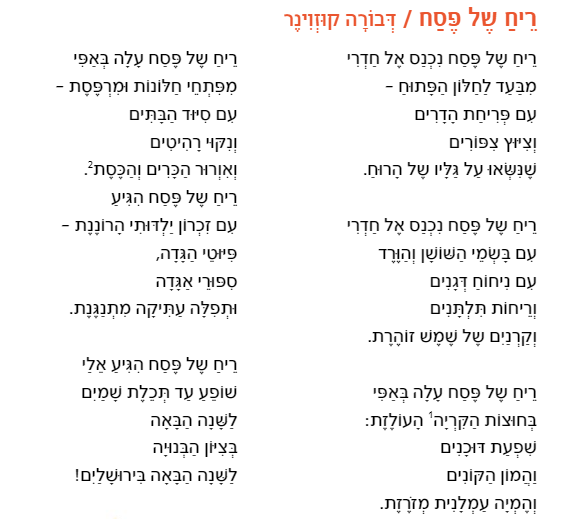 רֵיחַ שֶׁל פֶּסַח / דְּבוֹרָה קוּזְוִינֶר
רֵיחַ שֶׁל פֶּסַח נִכְנַס אֶל חַדְרִי
מִבַּעַד לַחַלּוֹן הַפָּתוּחַ –
עִם פְּרִיחַת הֲדָרִים
וְצִיּוּץ צִפּוֹרִים
שֶׁנִּשְּׂאוּ עַל גַּלָּיו שֶׁל הָרוּחַ.
רֵיחַ שֶׁל פֶּסַח נִכְנַס אֶל חַדְרִי
עִם בָּשְׂמֵי הַשּׁוֹשָׁן וְהַוֶּרֶד
עִם נִיחוֹחַ דְּגָנִים
וְרֵיחוֹת תִּלְתָּנִים
וְקַרְנַיִם שֶׁל שֶׁמֶשׁ זוֹהֶרֶת.
רֵיחַ שֶׁל פֶּסַח עָלָה בְּאַפִּי
בְּחוּצוֹת הַקִּרְיָה1 הָעוֹלֶזֶת:
שִׁפְעַת דּוּכָנִים
וַהֲמוֹן הַקּוֹנִים
וְהֶמְיָה עַמְלָנִית מְזֹרֶזֶת.
רֵיחַ שֶׁל פֶּסַח עָלָה בְּאַפִּי
מִפִּתְחֵי חַלּוֹנוֹת וּמִרְפֶּסֶת –
עִם סִיּוּד הַבָּתִּים
וְנִקּוּי רָהִיטִים
וְאִוְרוּר הַכָּרִים וְהַכֶּסֶת2.
רֵיחַ שֶׁל פֶּסַח הִגִּיעַ
עִם זִכְרוֹן יַלְדוּתִי הָרוֹנֶנֶת –
פִּיּוּטֵי הַגָּדָה,
סִפּוּרֵי אַגָּדָה
וּתְפִלָּה עַתִּיקָה מִתְנַגֶּנֶת.
רֵיחַ שֶׁל פֶּסַח הִגִּיעַ אֵלַי
שׁוֹפֵעַ עַד תְּכֵלֶת שָׁמַיִם
לַשָּׁנָה הַבָּאָה
בְּצִיּוֹן הַבְּנוּיָה
לַשָּׁנָה הַבָּאָה בִּירוּשָׁלַיִם!